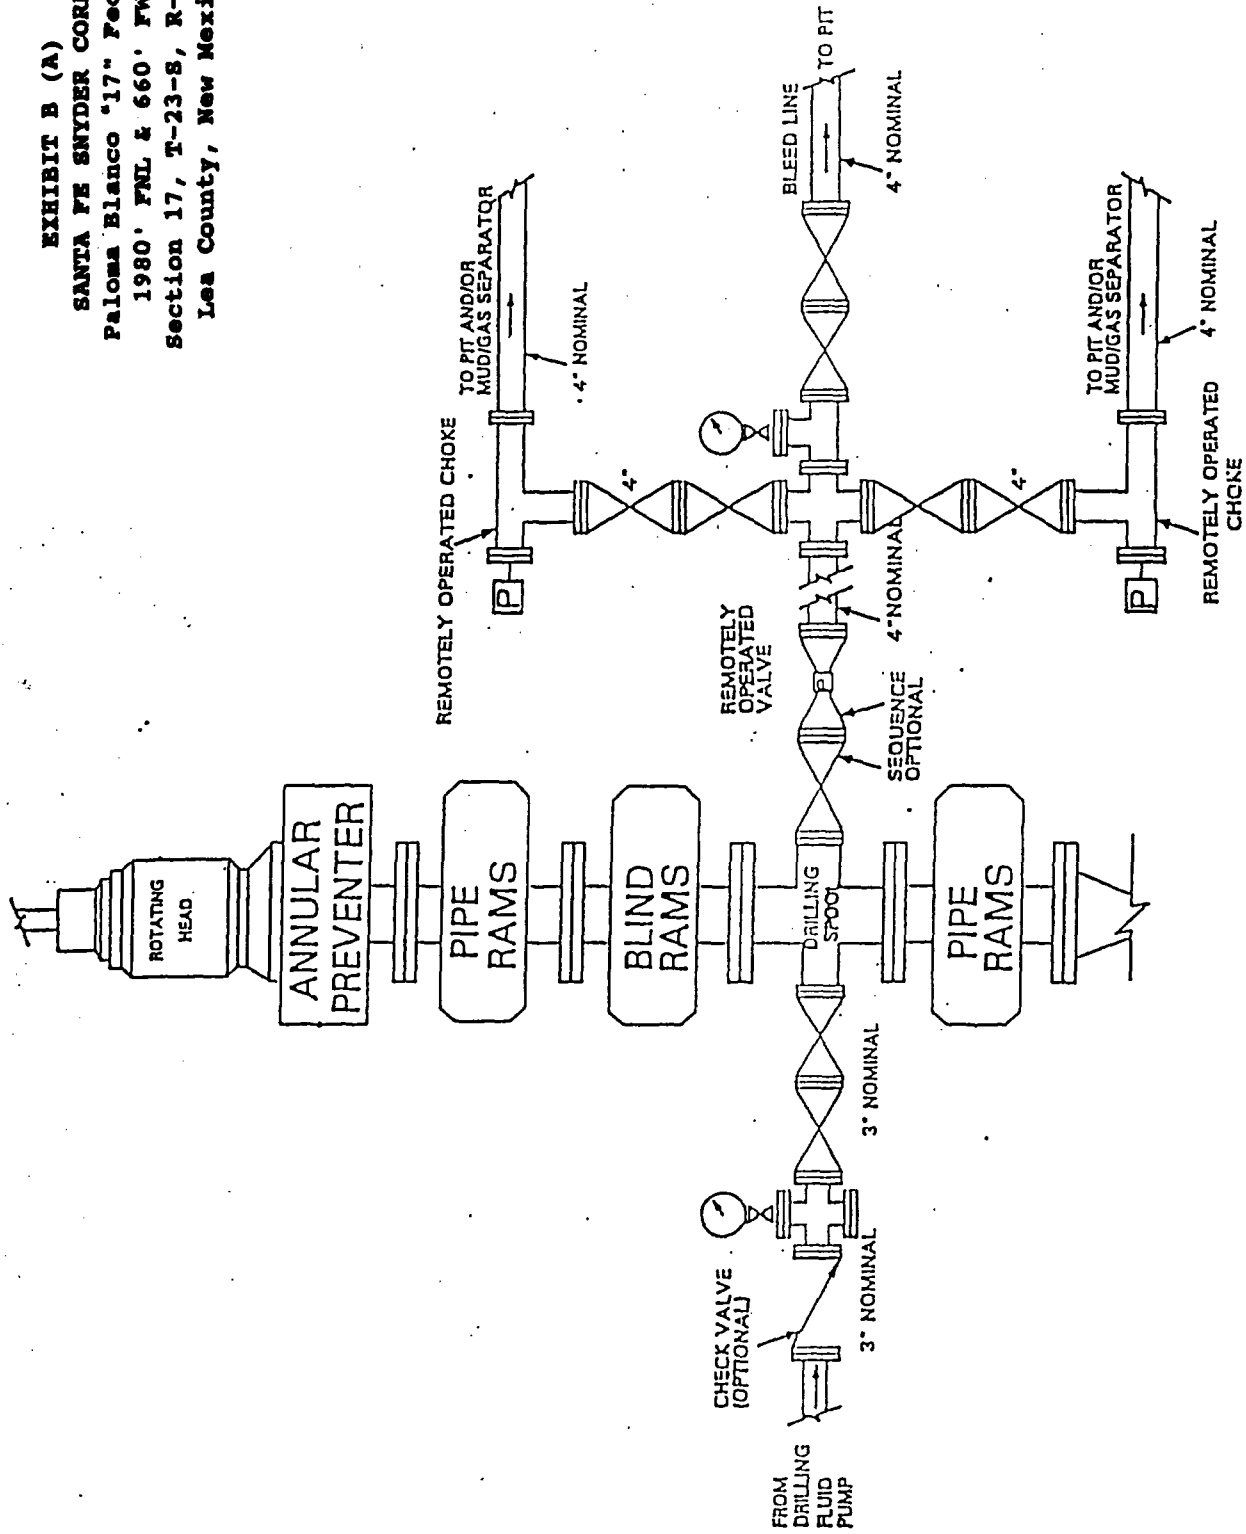 EXHIBIT B (A)
SANTA FE SNYDER
Paloma Blanco "17"
1980' FNL & 660'
Section 17, T-23-S,
Lea County, New
ROTATING
HEAD
ANNULAR
PREVENTER
PIPE
RAMS
BLIND
RAMS
DRILLING
SPOOL
PIPE
RAMS
FROM
DRILLING
FLUID
PUMP
CHECK VALVE
(OPTIONAL)
3" NOMINAL
3" NOMINAL
SEQUENCE
OPTIONAL
REMOTELY
OPERATED
VALVE
P
4" NOMINAL
REMOTELY OPERATED CHOKE
P
4"
TO PIT AND/OR
MUD/GAS SEPARATOR
4" NOMINAL
BLEED LINE
TO PIT
4" NOMINAL
4"
P
REMOTELY OPERATED
CHOKE
TO PIT AND/OR
MUD/GAS SEPARATOR
4" NOMINAL